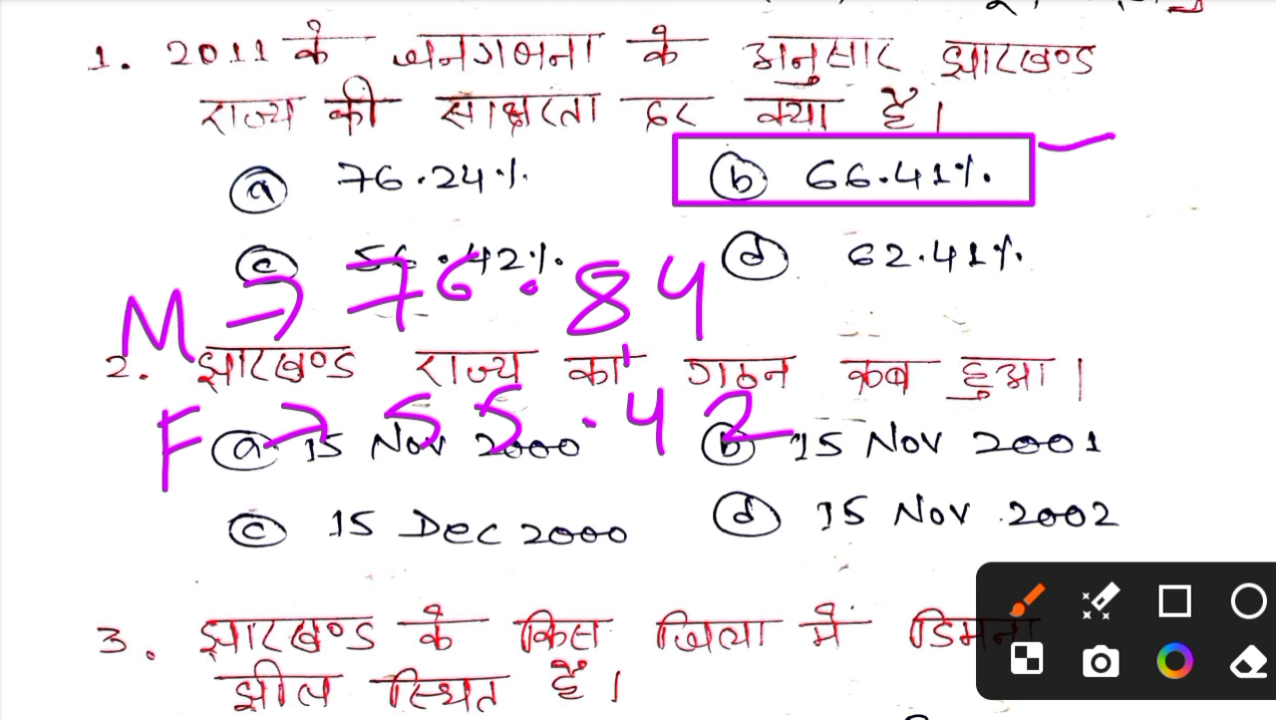 1. 2011 के जनगणना के अनुसार झारखण्ड
राज्य की साक्षरता दर क्या है।
(a) 76.24% (b) 66.41%
(c) 56.42% (d) 62.41%
M → 76.84
2. झारखण्ड राज्य का गठन कब हुआ।
F → 55.42
(a) 15 Nov 2000 (b) 15 Nov 2001
(c) 15 Dec 2000 (d) 15 Nov 2002
3. झारखण्ड के किस जिला में डिमना
झील स्थित है।